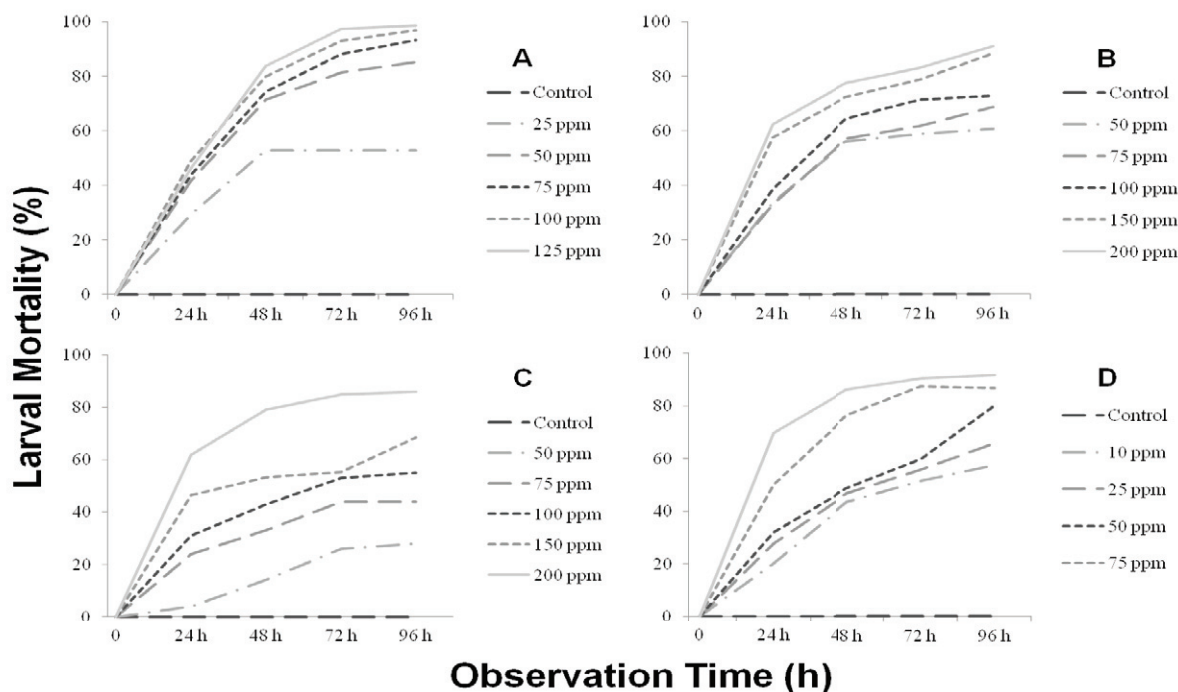 Larval Mortality (%)
100
80
60
40
20
0
0 24 h 48 h 72 h 96 h
A
Control
25 ppm
50 ppm
75 ppm
100 ppm
125 ppm
100
80
60
40
20
0
0 24 h 48 h 72 h 96 h
B
Control
50 ppm
75 ppm
100 ppm
150 ppm
200 ppm
100
80
60
40
20
0
0 24 h 48 h 72 h 96 h
C
Control
50 ppm
75 ppm
100 ppm
150 ppm
200 ppm
100
80
60
40
20
0
0 24 h 48 h 72 h 96 h
D
Control
10 ppm
25 ppm
50 ppm
75 ppm
Observation Time (h)